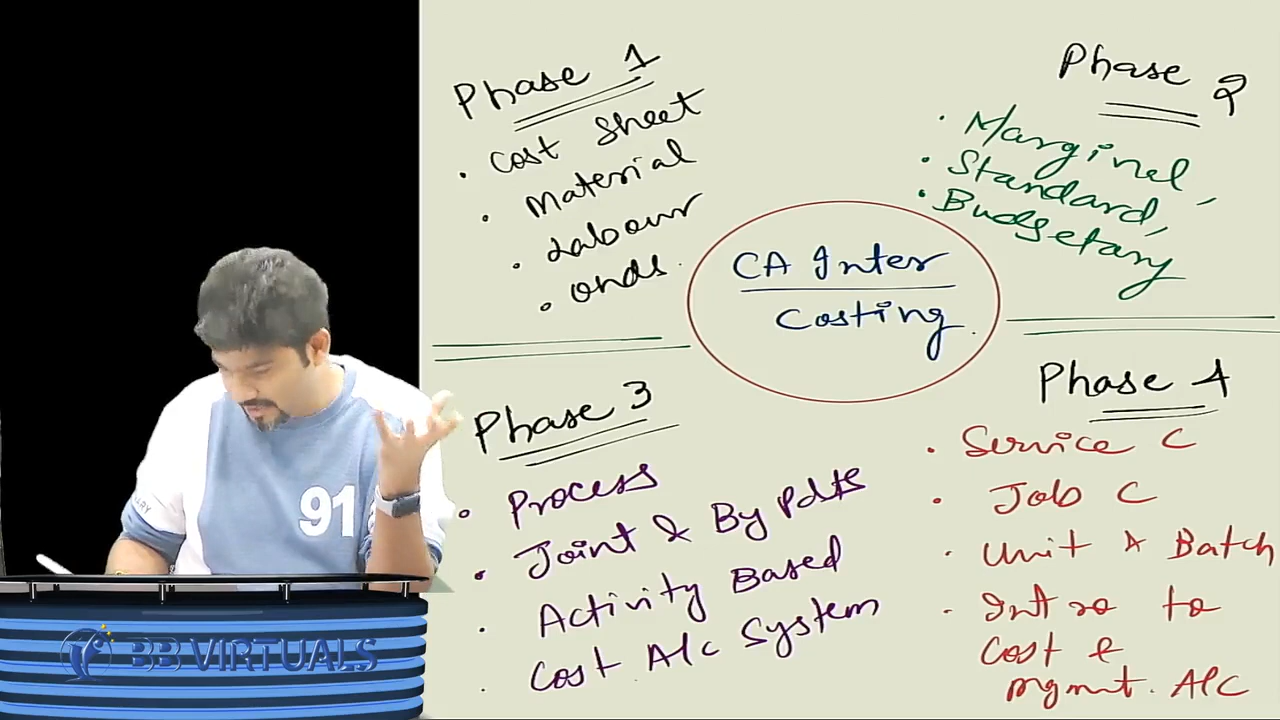 Phase 1
• Cost Sheet
• Material
• Labour
• OHDS.
Phase 2
• Marginal,
• Standard,
• Budgetary
CA Inter
Costing
Phase 3
• Process
• Joint & By Pdts
• Activity Based
• Cost A/c System
Phase 4
• Service C
• Job C
• Unit & Batch
• Intro to
Cost &
Mgmt. A/C
91
BB VIRTUALS